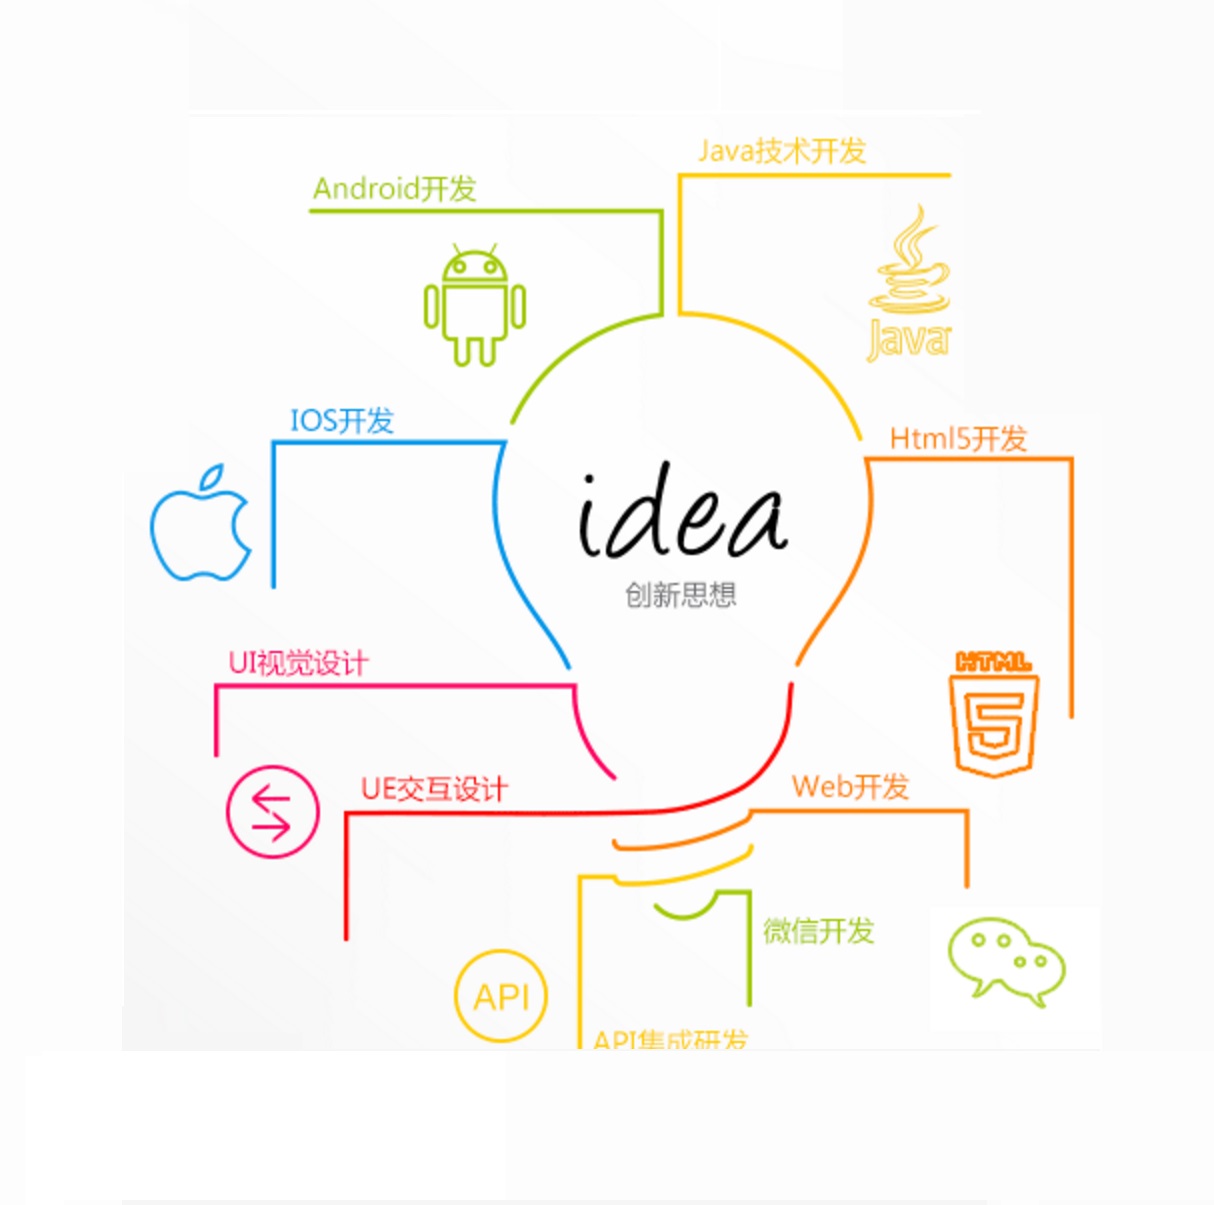 Java技术开发
Android开发
Java
IOS开发
Html5开发
idea
创新思想
UI视觉设计
HTML
5
UE交互设计
Web开发
微信开发
API
API集成研发